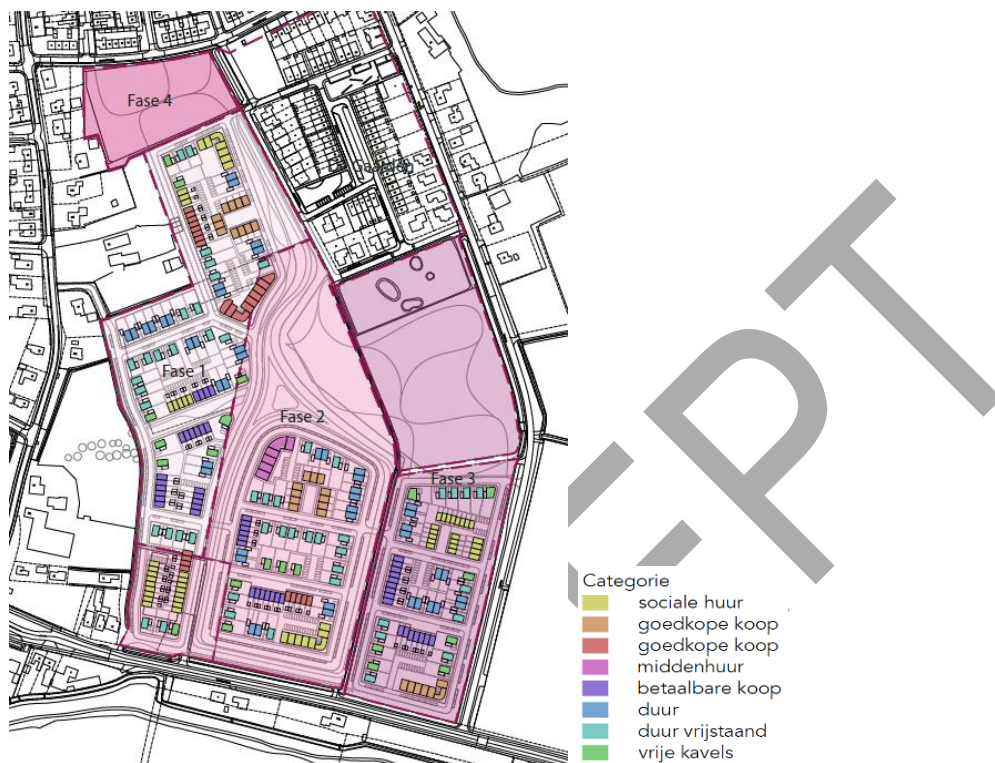 Fase 4
Fase 1
Fase 2
Fase 3
EPT
Categorie
sociale huur
goedkope koop
goedkope koop
middenhuur
betaalbare koop
duur
duur vrijstaand
vrije kavels